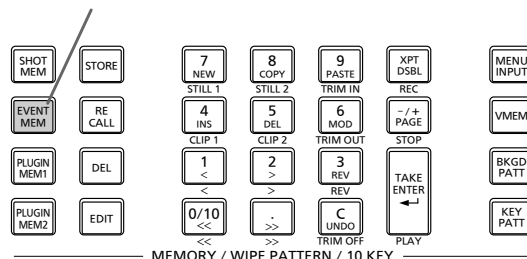 SHOT MEM
STORE
7 NEW
8 COPY
9 PASTE
XPT DSBL
MENU INPUT
STILL 1
STILL 2
TRIM IN
REC
EVENT MEM
RE CALL
4 INS
5 DEL
6 MOD
-/+ PAGE
VMEM
CLIP 1
CLIP 2
TRIM OUT
STOP
PLUGIN MEM1
DEL
1 <
2 >
3 REV
TAKE ENTER
BKGD PATT
<
>
REV
PLUGIN MEM2
EDIT
0/10 <<
. >>
C UNDO
KEY PATT
<<
>>
TRIM OFF
PLAY
MEMORY / WIPE PATTERN / 10 KEY